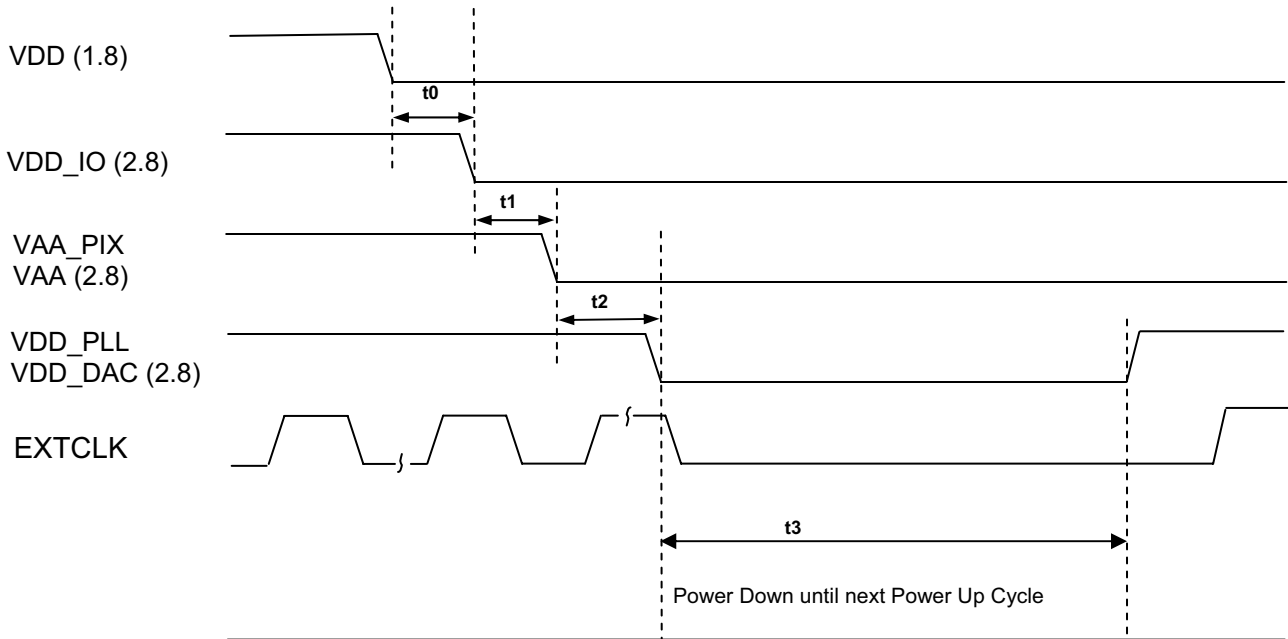 VDD (1.8)
t0
VDD_IO (2.8)
t1
VAA_PIX
VAA (2.8)
t2
VDD_PLL
VDD_DAC (2.8)
EXTCLK
t3
Power Down until next Power Up Cycle